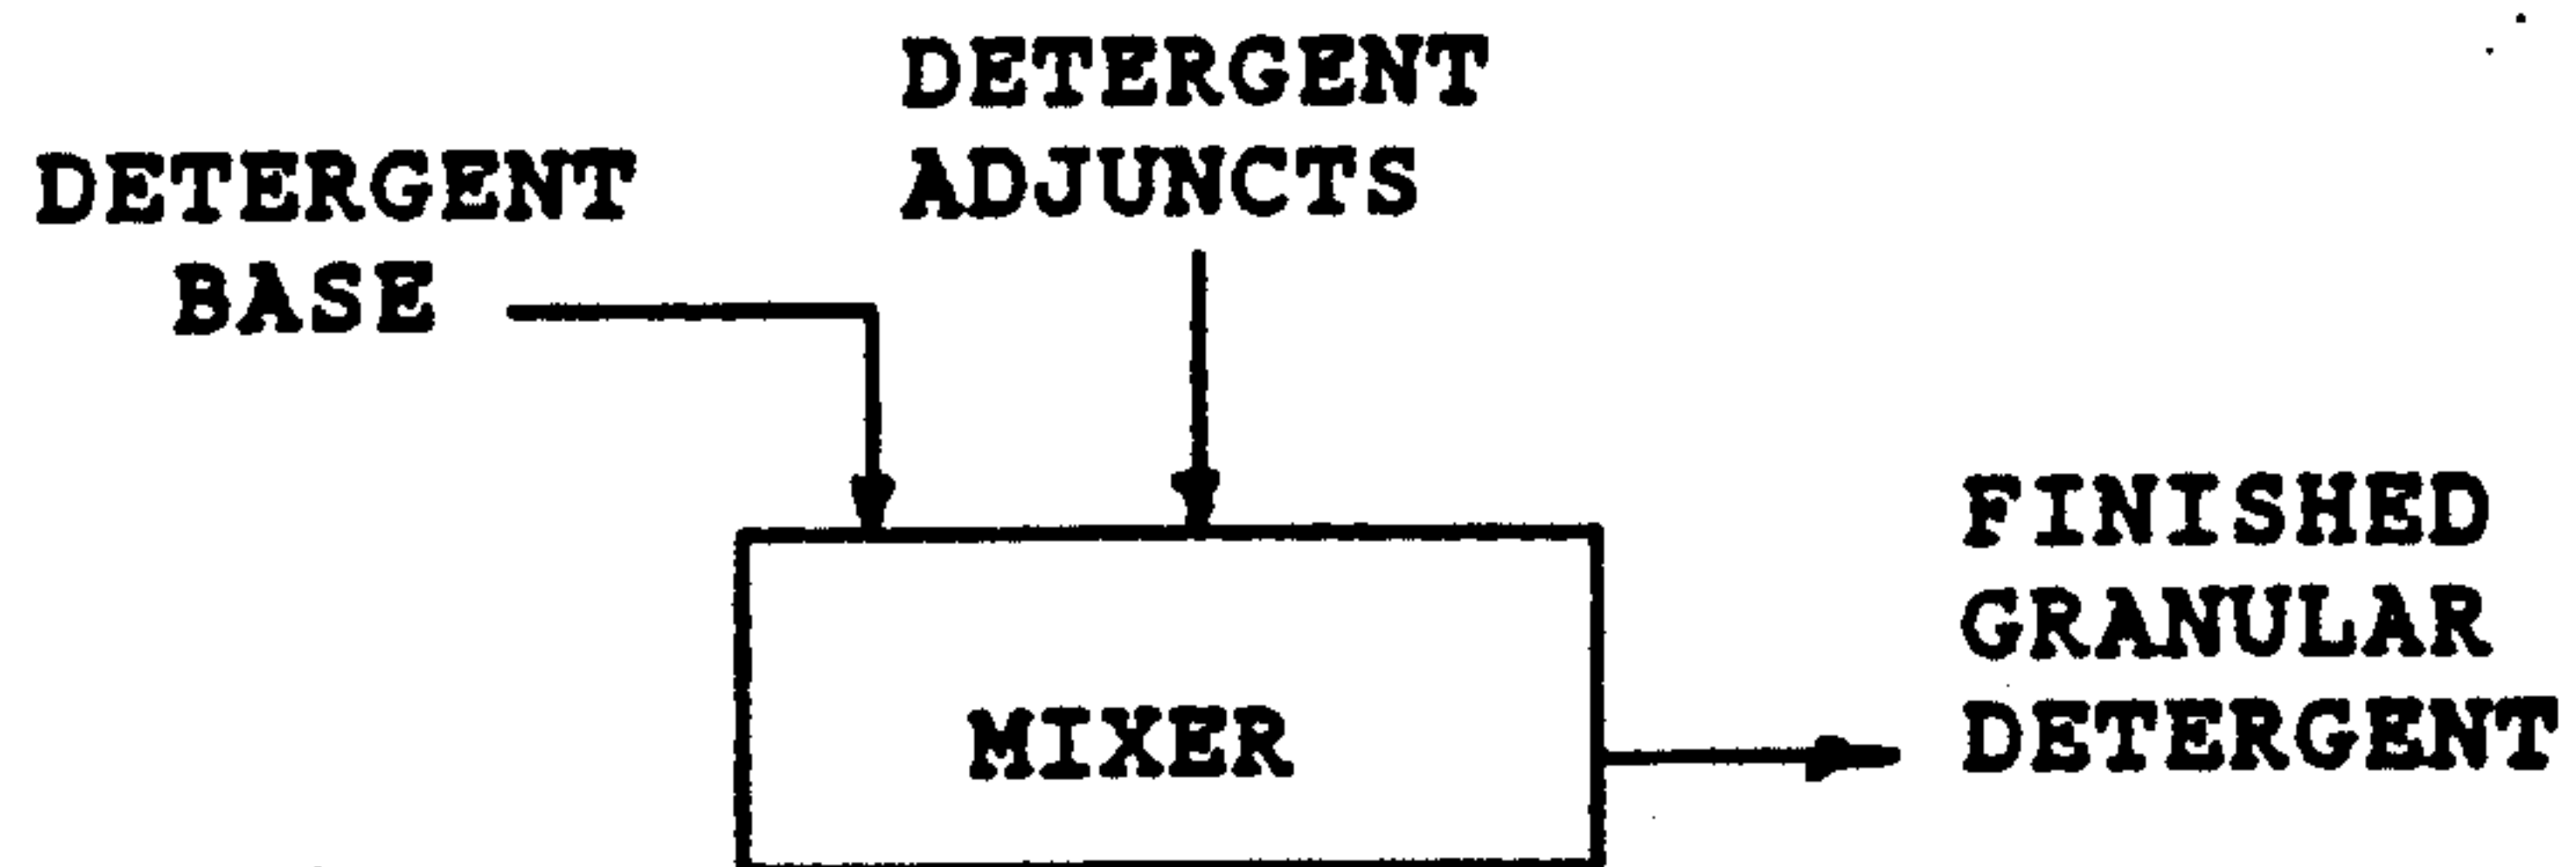 DETERGENT
BASE
DETERGENT
ADJUNCTS
MIXER
FINISHED
GRANULAR
DETERGENT